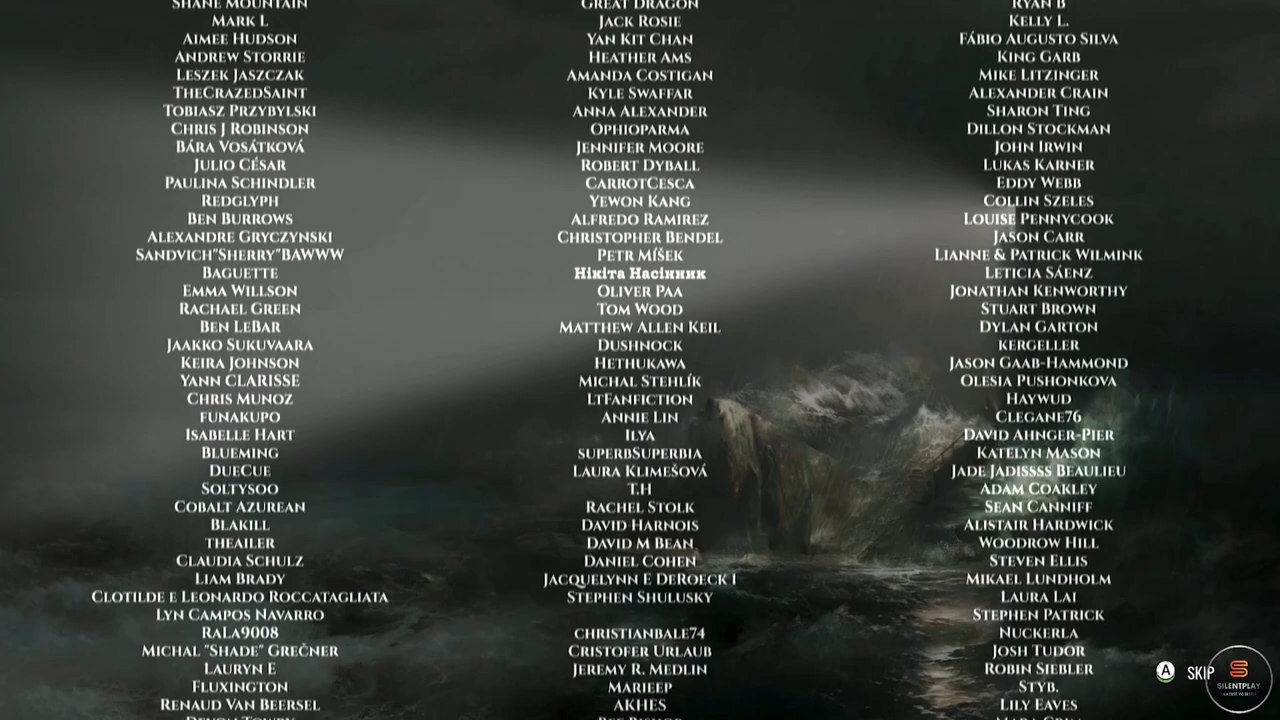 SHANE MOUNTAIN
MARK L
AIMEE HUDSON
ANDREW STORRIE
LESZEK JASZCZAK
THECRAZEDSAINT
TOBIASZ PRZYBYLSKI
CHRIS J ROBINSON
BÁRA VOSÁTKOVÁ
JULIO CÉSAR
PAULINA SCHINDLER
REDGLYPH
BEN BURROWS
ALEXANDRE GRYCZYNSKI
SANDVICH"SHERRY"BAWWW
BAGUETTE
EMMA WILLSON
RACHAEL GREEN
BEN LEBAR
JAAKKO SUKUVAARA
KEIRA JOHNSON
YANN CLARISSE
CHRIS MUNOZ
FUNAKUPO
ISABELLE HART
BLUEMING
DUECUE
SOLTYSOO
COBALT AZUREAN
BLAKILL
THEAILER
CLAUDIA SCHULZ
LIAM BRADY
CLOTILDE E LEONARDO ROCCATAGLIATA
LYN CAMPOS NAVARRO
RALA9008
MICHAL "SHADE" GREČNER
LAURYN E
FLUXINGTON
RENAUD VAN BEERSEL
GREAT DRAGON
JACK ROSIE
YAN KIT CHAN
HEATHER AMS
AMANDA COSTIGAN
KYLE SWAFFAR
ANNA ALEXANDER
OPHIOPARMA
JENNIFER MOORE
ROBERT DYBALL
CARROTCESCA
YEWON KANG
ALFREDO RAMIREZ
CHRISTOPHER BENDEL
PETR MÍŠEK
Нікіта Насінник
OLIVER PAA
TOM WOOD
MATTHEW ALLEN KEIL
DUSHNOCK
HETHUKAWA
MICHAL STEHLÍK
LTFANICTION
ANNIE LIN
ILYA
SUPERBSUPERBIA
LAURA KLIMEŠOVÁ
T.H
RACHEL STOLK
DAVID HARNOIS
DAVID M BEAN
DANIEL COHEN
JACQUELYNN E DEROECK I
STEPHEN SHULUSKY
CHRISTIANBALE74
CRISTOFER URLAUB
JEREMY R. MEDLIN
MARIEEP
AKHES
RYAN B
KELLY L.
FÁBIO AUGUSTO SILVA
KING GARB
MIKE LITZINGER
ALEXANDER CRAIN
SHARON TING
DILLON STOCKMAN
JOHN IRWIN
LUKAS KARNER
EDDY WEBB
COLLIN SZELES
LOUISE PENNYCOOK
JASON CARR
LIANNE & PATRICK WILMINK
LETICIA SÁENZ
JONATHAN KENWORTHY
STUART BROWN
DYLAN GARTON
KERGELLER
JASON GAAB-HAMMOND
OLESIA PUSHONKOVA
HAYWUD
CLEGANE76
DAVID AHNGER-PIER
KATELYN MASON
JADE JADISSSS BEAULIEU
ADAM COAKLEY
SEAN CANNIFF
ALISTAIR HARDWICK
WOODROW HILL
STEVEN ELLIS
MIKAEL LUNDHOLM
LAURA LAI
STEPHEN PATRICK
NUCKERLA
JOSH TUDOR
ROBIN SIEBLER
STYB.
LILY EAVES
A SKIP
SILENTPLAY